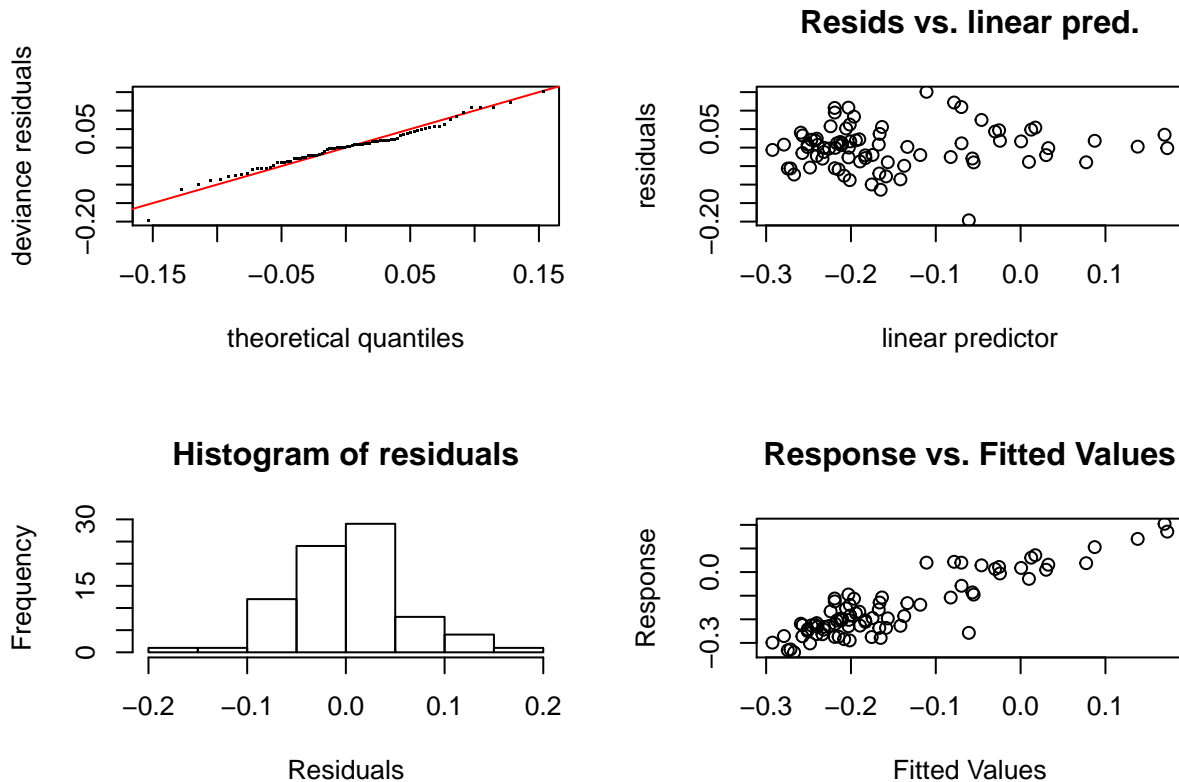 deviance residuals
0.05
−0.20
−0.15
−0.05
0.05
0.15
theoretical quantiles
Resids vs. linear pred.
residuals
0.05
−0.20
−0.3
−0.2
−0.1
0.0
0.1
linear predictor
Histogram of residuals
Frequency
30
15
0
−0.2
−0.1
0.0
0.1
0.2
Residuals
Response vs. Fitted Values
Response
0.0
−0.3
−0.3
−0.2
−0.1
0.0
0.1
Fitted Values